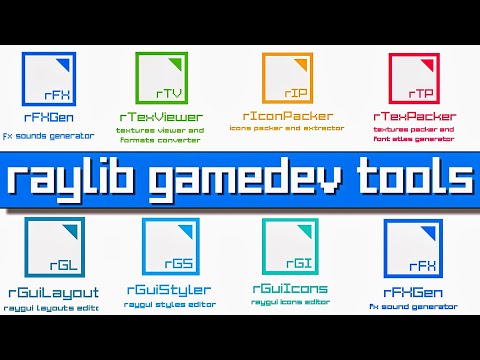 rFX
rTV
rIP
rTP
rFXGen
rTexViewer
rIconPacker
rTexPacker
fx sounds generator
textures viewer and
formats converter
icons packer and extractor
textures packer and
font atlas generator
raylib gamedev tools
rGL
rGS
rGI
rFX
rGuiLayout
rGuiStyler
rGuiIcons
rFXGen
raygui layouts edito
raygui styles editor
raygui icons editor
fx sound generator